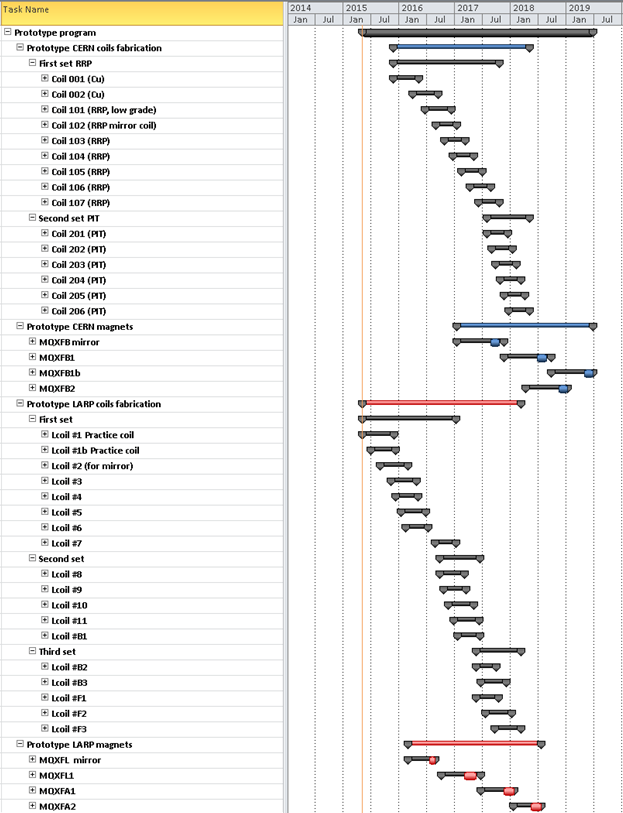 Task Name
2014 2015 2016 2017 2018 2019
Jan Jul Jan Jul Jan Jul Jan Jul Jan Jul Jan Jul
Prototype program
Prototype CERN coils fabrication
First set RRP
Coil 001 (Cu)
Coil 002 (Cu)
Coil 101 (RRP, low grade)
Coil 102 (RRP mirror coil)
Coil 103 (RRP)
Coil 104 (RRP)
Coil 105 (RRP)
Coil 106 (RRP)
Coil 107 (RRP)
Second set PIT
Coil 201 (PIT)
Coil 202 (PIT)
Coil 203 (PIT)
Coil 204 (PIT)
Coil 205 (PIT)
Coil 206 (PIT)
Prototype CERN magnets
MQXFB mirror
MQXFB1
MQXFB1b
MQXFB2
Prototype LARP coils fabrication
First set
Lcoil #1 Practice coil
Lcoil #1b Practice coil
Lcoil #2 (for mirror)
Lcoil #3
Lcoil #4
Lcoil #5
Lcoil #6
Lcoil #7
Second set
Lcoil #8
Lcoil #9
Lcoil #10
Lcoil #11
Lcoil #B1
Third set
Lcoil #B2
Lcoil #B3
Lcoil #F1
Lcoil #F2
Lcoil #F3
Prototype LARP magnets
MQXFL mirror
MQXFL1
MQXFA1
MQXFA2